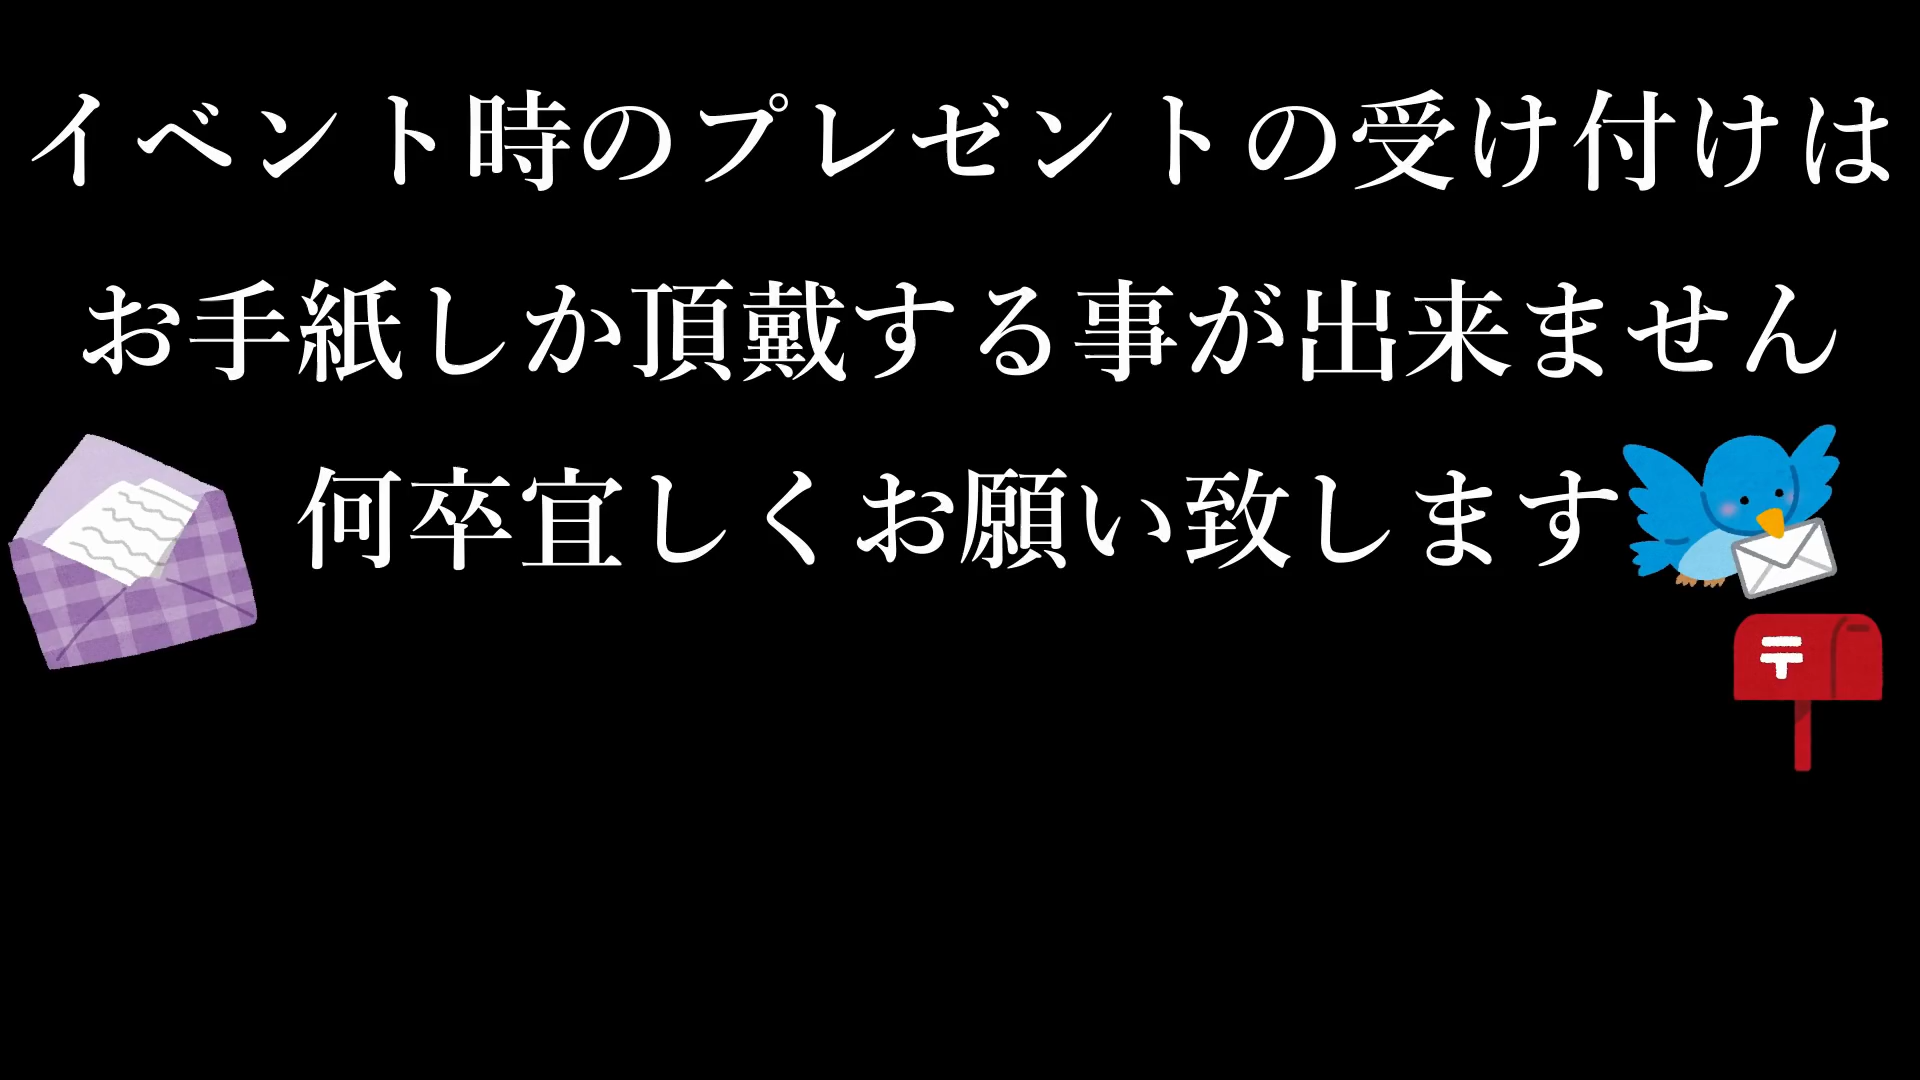 イベント時のプレゼントの受け付けは
お手紙しか頂戴する事が出来ません
何卒宜しくお願い致します
〒